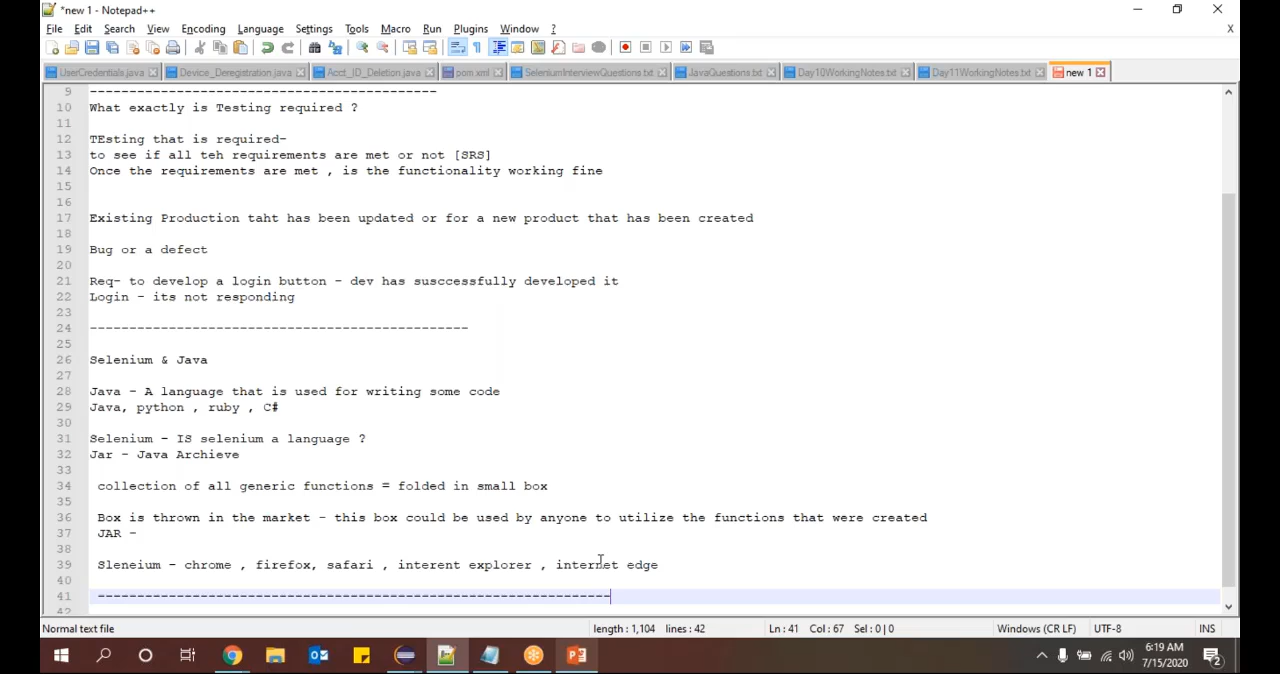 *new 1 - Notepad++
File Edit Search View Encoding Language Settings Tools Macro Run Plugins Window ? X
UserCredentials.java Device_Deregistration.java Acct_ID_Deletion.java pom.xml SeleniumInterviewQuestions.txt JavaQuestions.txt Day10WorkingNotes.txt Day11WorkingNotes.txt new 1
9 --------------------------------------------
10 What exactly is Testing required ?
11
12 TEsting that is required-
13 to see if all teh requirements are met or not [SRS]
14 Once the requirements are met , is the functionality working fine
15
16
17 Existing Production taht has been updated or for a new product that has been created
18
19 Bug or a defect
20
21 Req- to develop a login button - dev has susccessfully developed it
22 Login - its not responding
23
24 ------------------------------------------------
25
26 Selenium & Java
27
28 Java - A language that is used for writing some code
29 Java, python , ruby , C#
30
31 Selenium - IS selenium a language ?
32 Jar - Java Archieve
33
34 collection of all generic functions = folded in small box
35
36 Box is thrown in the market - this box could be used by anyone to utilize the functions that were created
37 JAR -
38
39 Sleneium - chrome , firefox, safari , interent explorer , internet edge
40
41 -----------------------------------------------------------------
42
Normal text file length : 1,104 lines : 42 Ln : 41 Col : 67 Sel : 0 | 0 Windows (CR LF) UTF-8 INS
6:19 AM
7/15/2020
2